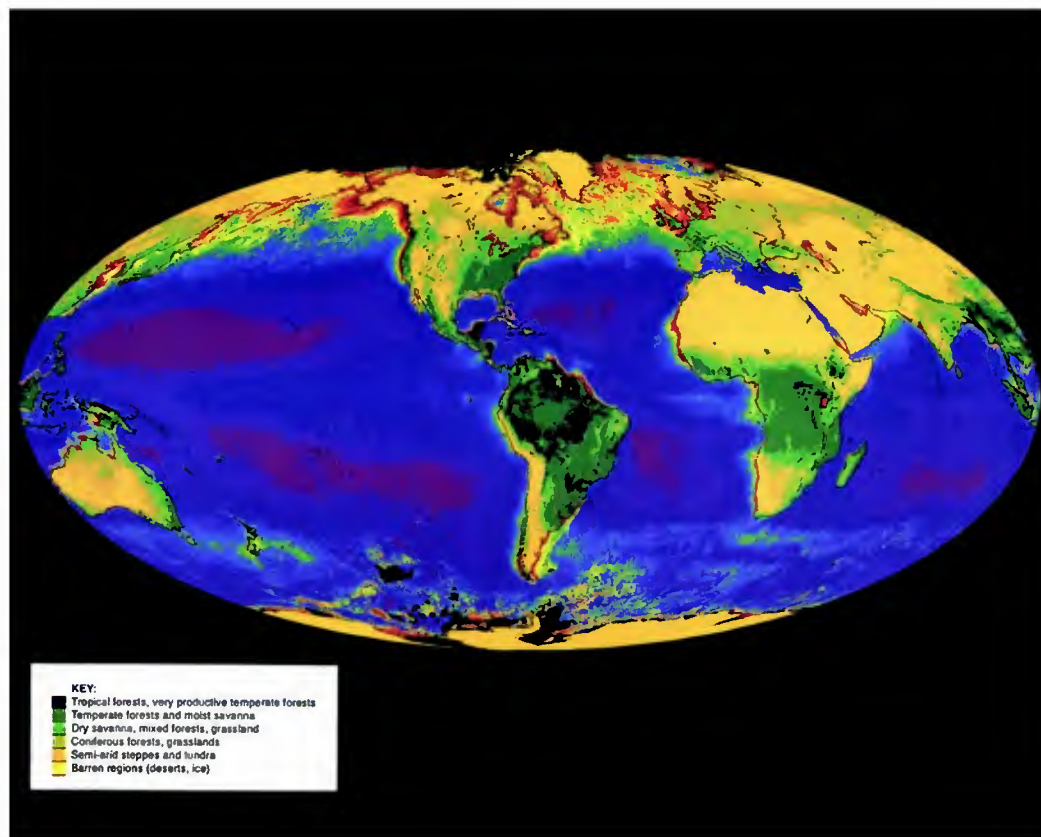 KEY:
Tropical forests, very productive temperate forests
Temperate forests and moist savanna
Dry savanna, mixed forests, grassland
Coniferous forests, grasslands
Semi-arid steppes and tundra
Barren regions (deserts, ice)